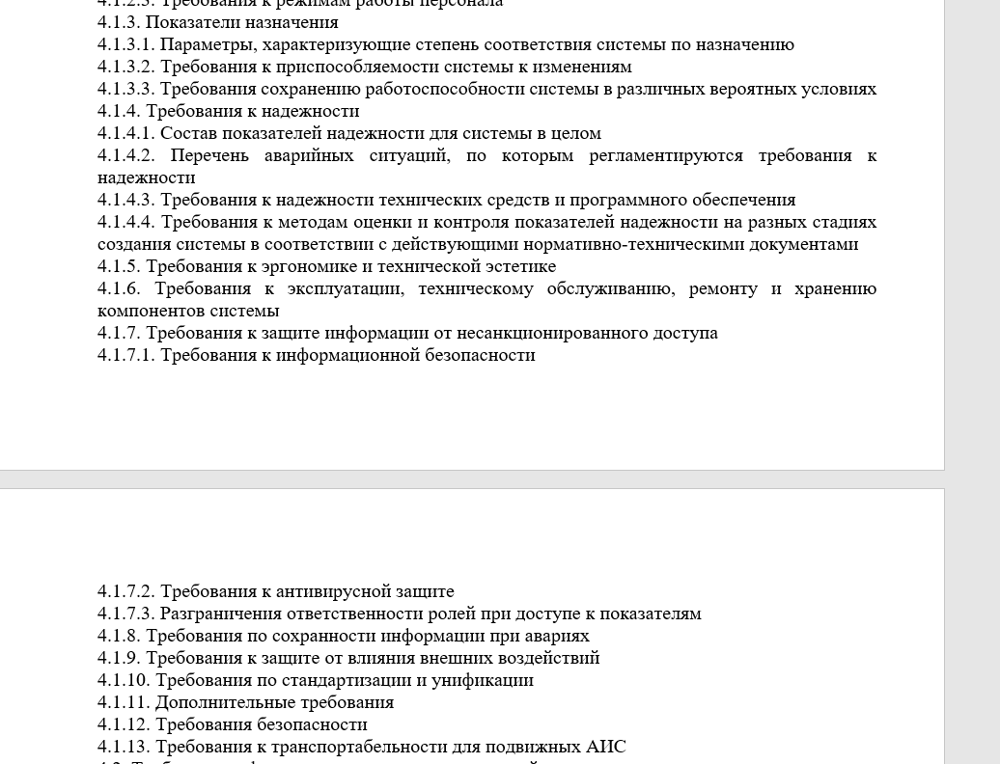 4.1.2.3. Требования к режимам работы персонала
4.1.3. Показатели назначения
4.1.3.1. Параметры, характеризующие степень соответствия системы по назначению
4.1.3.2. Требования к приспособляемости системы к изменениям
4.1.3.3. Требования сохранению работоспособности системы в различных вероятных условиях
4.1.4. Требования к надежности
4.1.4.1. Состав показателей надежности для системы в целом
4.1.4.2. Перечень аварийных ситуаций, по которым регламентируются требования к
надежности
4.1.4.3. Требования к надежности технических средств и программного обеспечения
4.1.4.4. Требования к методам оценки и контроля показателей надежности на разных стадиях
создания системы в соответствии с действующими нормативно-техническими документами
4.1.5. Требования к эргономике и технической эстетике
4.1.6. Требования к эксплуатации, техническому обслуживанию, ремонту и хранению
компонентов системы
4.1.7. Требования к защите информации от несанкционированного доступа
4.1.7.1. Требования к информационной безопасности
4.1.7.2. Требования к антивирусной защите
4.1.7.3. Разграничения ответственности ролей при доступе к показателям
4.1.8. Требования по сохранности информации при авариях
4.1.9. Требования к защите от влияния внешних воздействий
4.1.10. Требования по стандартизации и унификации
4.1.11. Дополнительные требования
4.1.12. Требования безопасности
4.1.13. Требования к транспортабельности для подвижных АИС